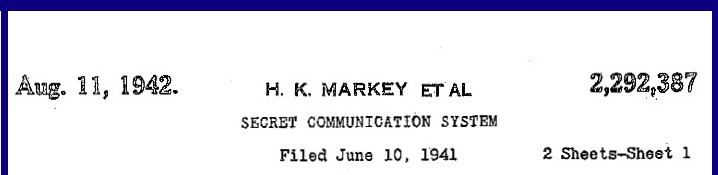 Aug. 11, 1942. H. K. MARKEY ET AL 2,292,387
SECRET COMMUNICATION SYSTEM
Filed June 10, 1941 2 Sheets-Sheet 1